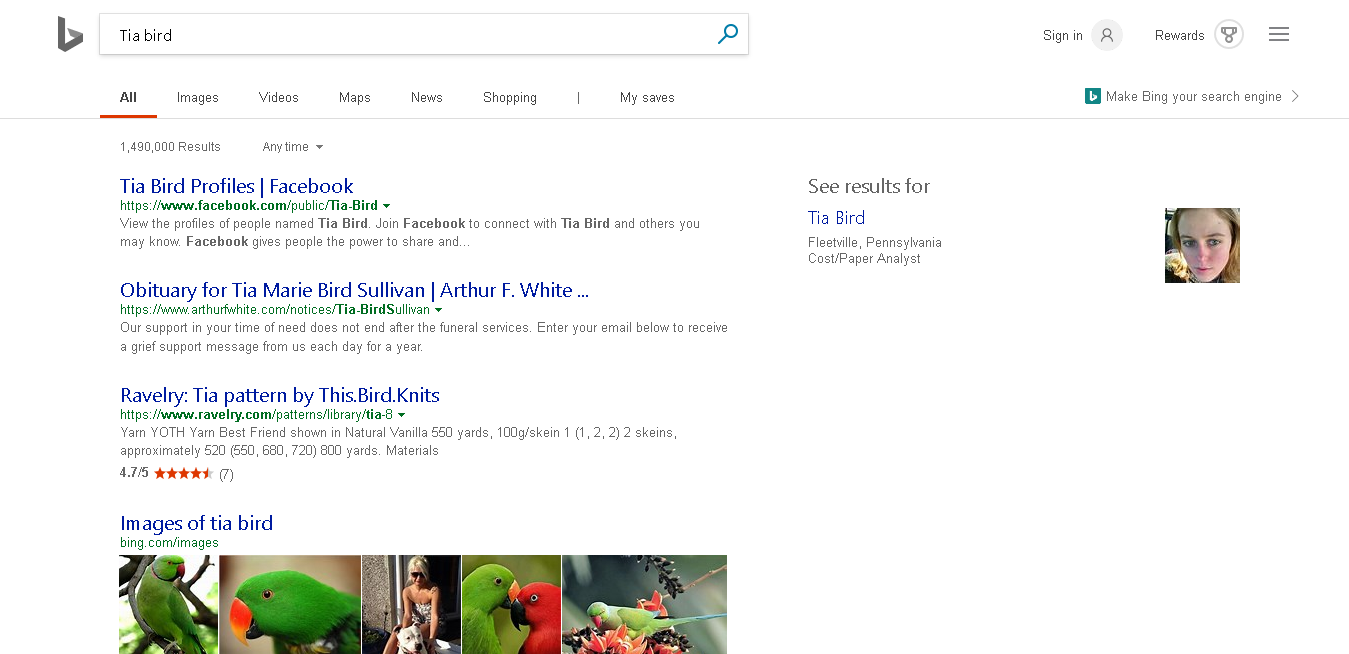 Tia bird
Sign in
Rewards
All
Images
Videos
Maps
News
Shopping
|
My saves
Make Bing your search engine
1,490,000 Results
Any time
Tia Bird Profiles | Facebook
https://www.facebook.com/public/Tia-Bird
View the profiles of people named Tia Bird. Join Facebook to connect with Tia Bird and others you
may know. Facebook gives people the power to share and...
Obituary for Tia Marie Bird Sullivan | Arthur F. White ...
https://www.arthurfwhite.com/notices/Tia-BirdSullivan
Our support in your time of need does not end after the funeral services. Enter your email below to receive
a grief support message from us each day for a year.
Ravelry: Tia pattern by This.Bird.Knits
https://www.ravelry.com/patterns/library/tia-8
Yarn YOTH Yarn Best Friend shown in Natural Vanilla 550 yards, 100g/skein 1 (1, 2, 2) 2 skeins,
approximately 520 (550, 680, 720) 800 yards. Materials
4.7/5 (7)
Images of tia bird
bing.com/images
See results for
Tia Bird
Fleetville, Pennsylvania
Cost/Paper Analyst